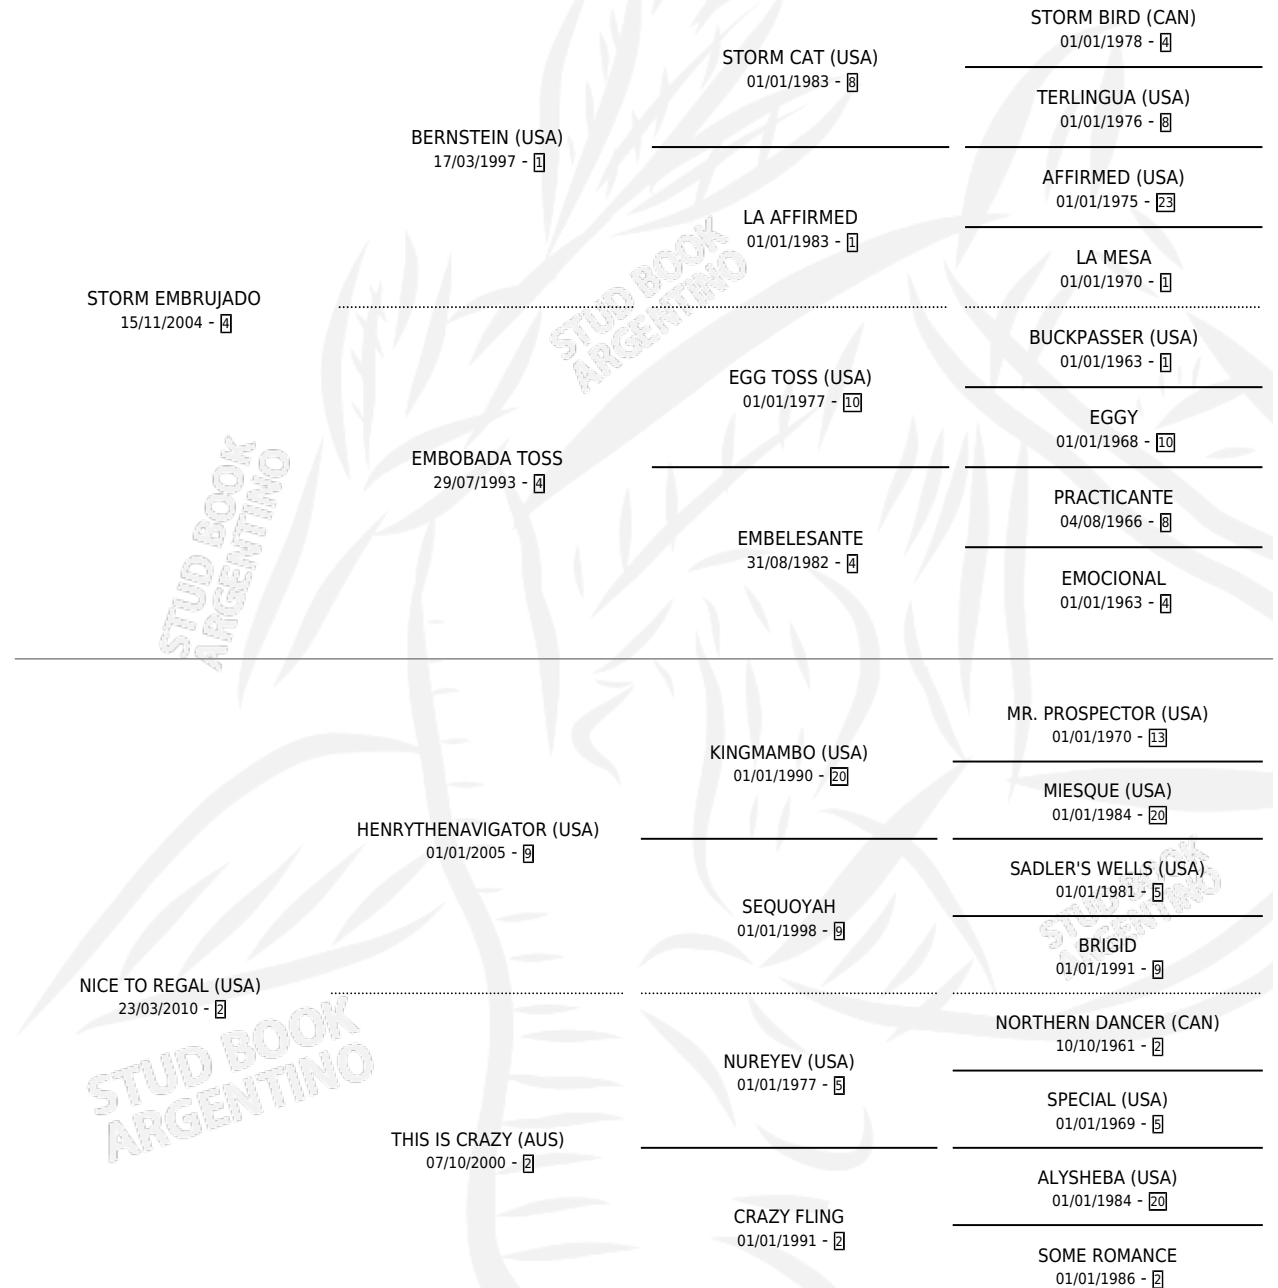 STORM BIRD (CAN)
01/01/1978 - 4
STORM CAT (USA)
01/01/1983 - 8
TERLINGUA (USA)
01/01/1976 - 8
BERNSTEIN (USA)
17/03/1997 - 1
AFFIRMED (USA)
01/01/1975 - 23
LA AFFIRMED
01/01/1983 - 1
LA MESA
01/01/1970 - 1
STORM EMBRUJADO
15/11/2004 - 4
BUCKPASSER (USA)
01/01/1963 - 1
EGG TOSS (USA)
01/01/1977 - 10
EGGY
01/01/1968 - 10
EMBOBADA TOSS
29/07/1993 - 4
PRACTICANTE
04/08/1966 - 8
EMBELESANTE
31/08/1982 - 4
EMOCIONAL
01/01/1963 - 4
MR. PROSPECTOR (USA)
01/01/1970 - 13
KINGMAMBO (USA)
01/01/1990 - 20
MIESQUE (USA)
01/01/1984 - 20
HENRYTHENAVIGATOR (USA)
01/01/2005 - 9
SADLER'S WELLS (USA)
01/01/1981 - 5
SEQUOYAH
01/01/1998 - 9
BRIGID
01/01/1991 - 9
NICE TO REGAL (USA)
23/03/2010 - 2
NORTHERN DANCER (CAN)
10/10/1961 - 2
NUREYEV (USA)
01/01/1977 - 5
SPECIAL (USA)
01/01/1969 - 5
THIS IS CRAZY (AUS)
07/10/2000 - 2
ALYSHEBA (USA)
01/01/1984 - 20
CRAZY FLING
01/01/1991 - 2
SOME ROMANCE
01/01/1986 - 2
STUD BOOK
ARGENTINO
STUD BOOK
ARGENTINO
STUD BOOK
ARGENTINO
STUD BOOK
ARGENTINO